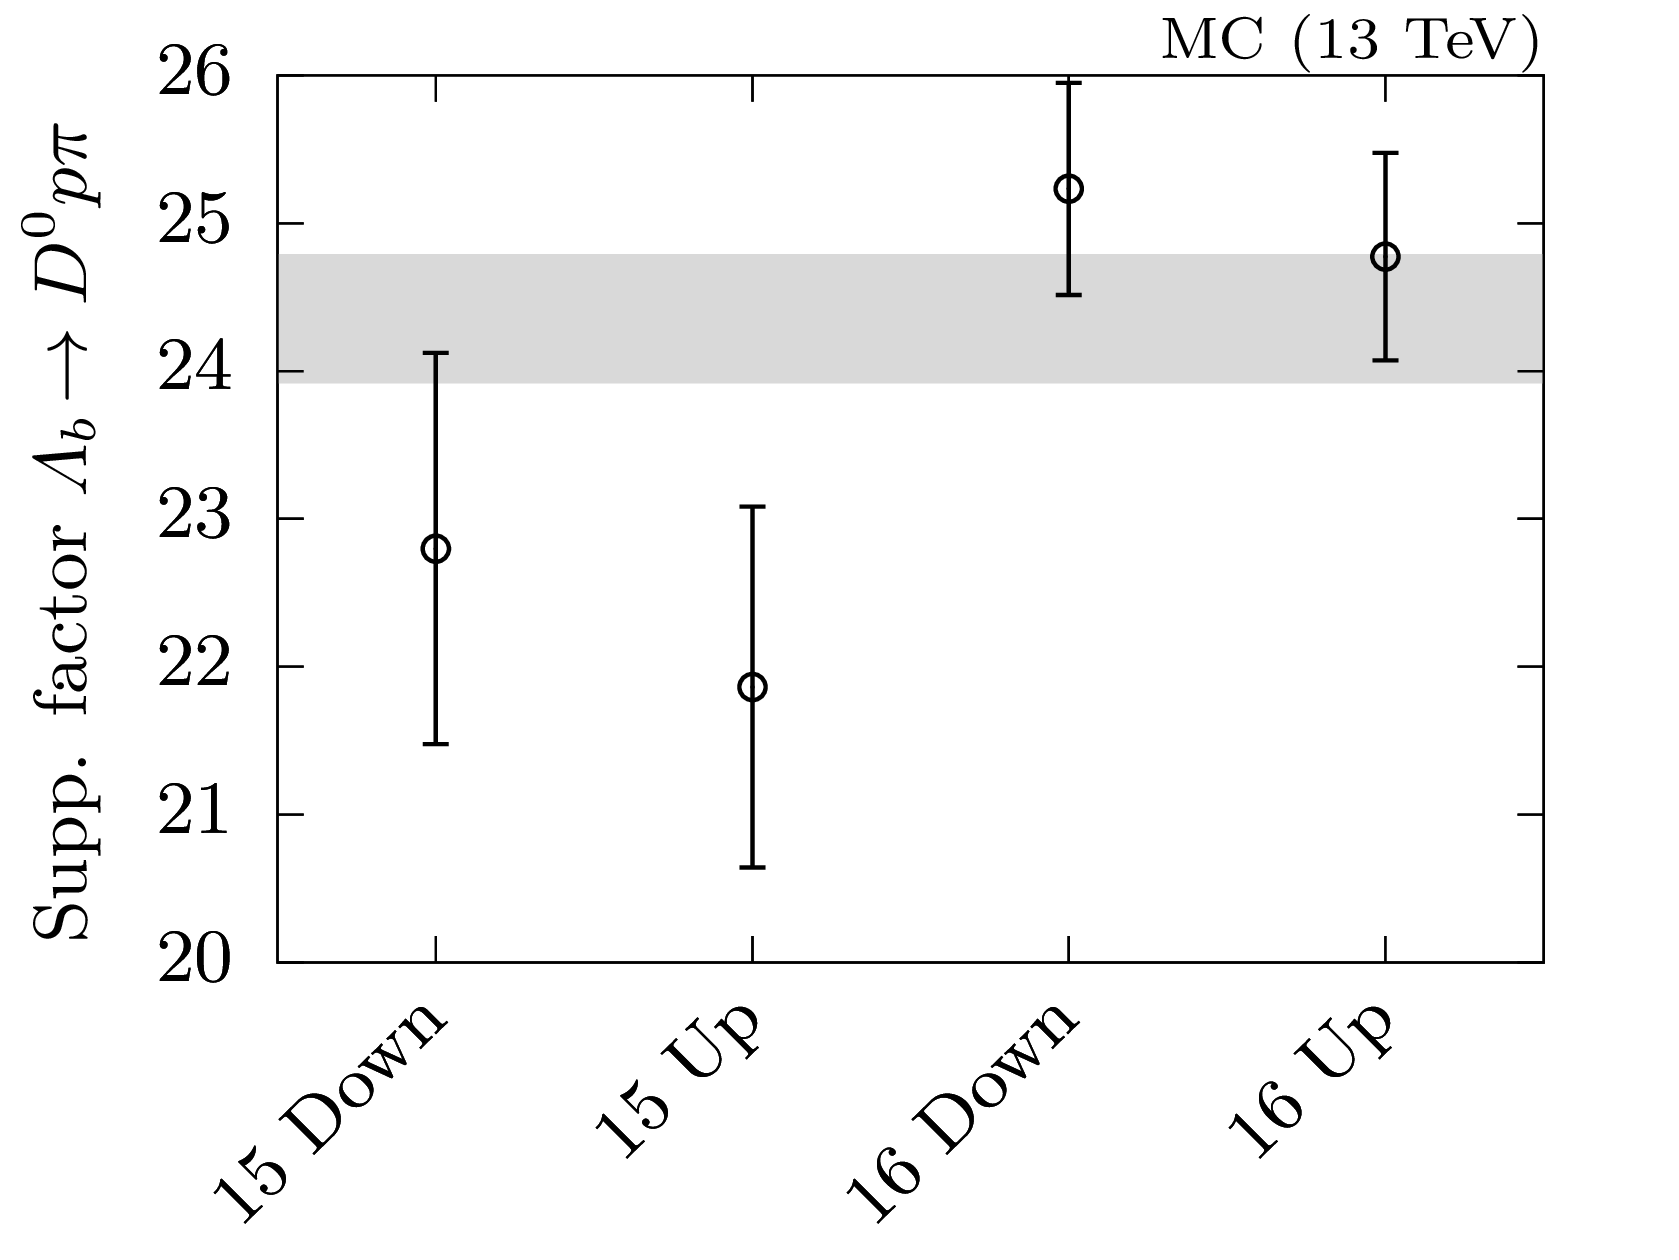 MC (13 TeV)
Supp. factor Λ_b → D⁰pπ
26
25
24
23
22
21
20
15 Down
15 Up
16 Down
16 Up